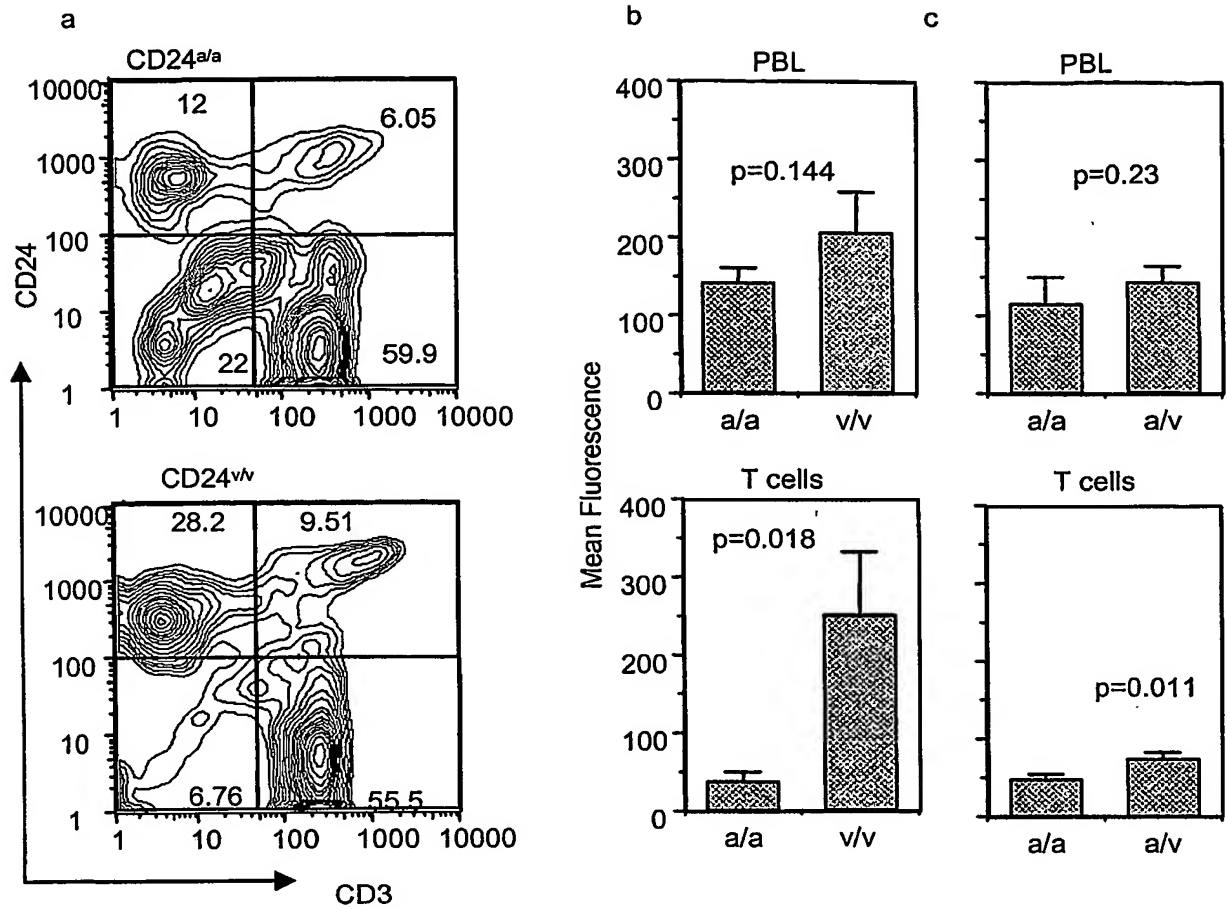 a
CD24a/a
10000
1000
100
10
1
12
6.05
22
59.9
1 10 100 1000 10000
CD24v/v
10000
1000
100
10
1
28.2
9.51
6.76
55.5
1 10 100 1000 10000
CD24
CD3
b
PBL
400
300
200
100
0
p=0.144
a/a v/v
T cells
400
300
200
100
0
p=0.018
a/a v/v
Mean Fluorescence
c
PBL
p=0.23
a/a a/v
T cells
p=0.011
a/a a/v